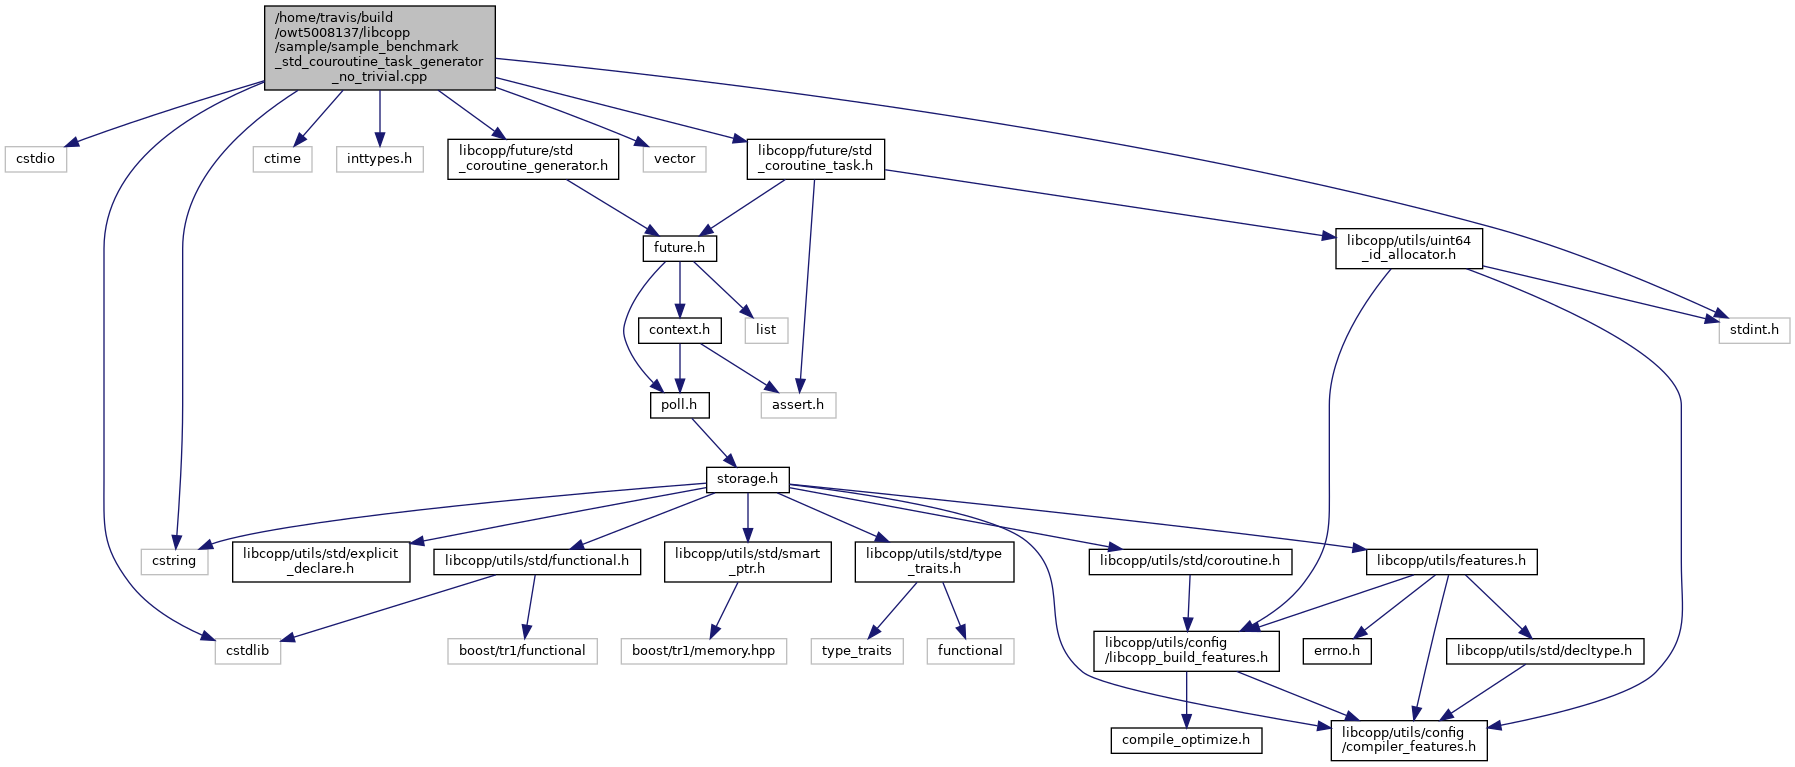 /home/travis/build
/owt5008137/libcopp
/sample/sample_benchmark
_std_couroutine_task_generator
_no_trivial.cpp
cstdio
ctime
inttypes.h
libcopp/future/std
_coroutine_generator.h
vector
libcopp/future/std
_coroutine_task.h
future.h
libcopp/utils/uint64
_id_allocator.h
context.h
list
stdint.h
poll.h
assert.h
storage.h
cstring
libcopp/utils/std/explicit
_declare.h
libcopp/utils/std/functional.h
libcopp/utils/std/smart
_ptr.h
libcopp/utils/std/type
_traits.h
libcopp/utils/std/coroutine.h
libcopp/utils/features.h
cstdlib
boost/tr1/functional
boost/tr1/memory.hpp
type_traits
functional
libcopp/utils/config
/libcopp_build_features.h
errno.h
libcopp/utils/std/decltype.h
compile_optimize.h
libcopp/utils/config
/compiler_features.h